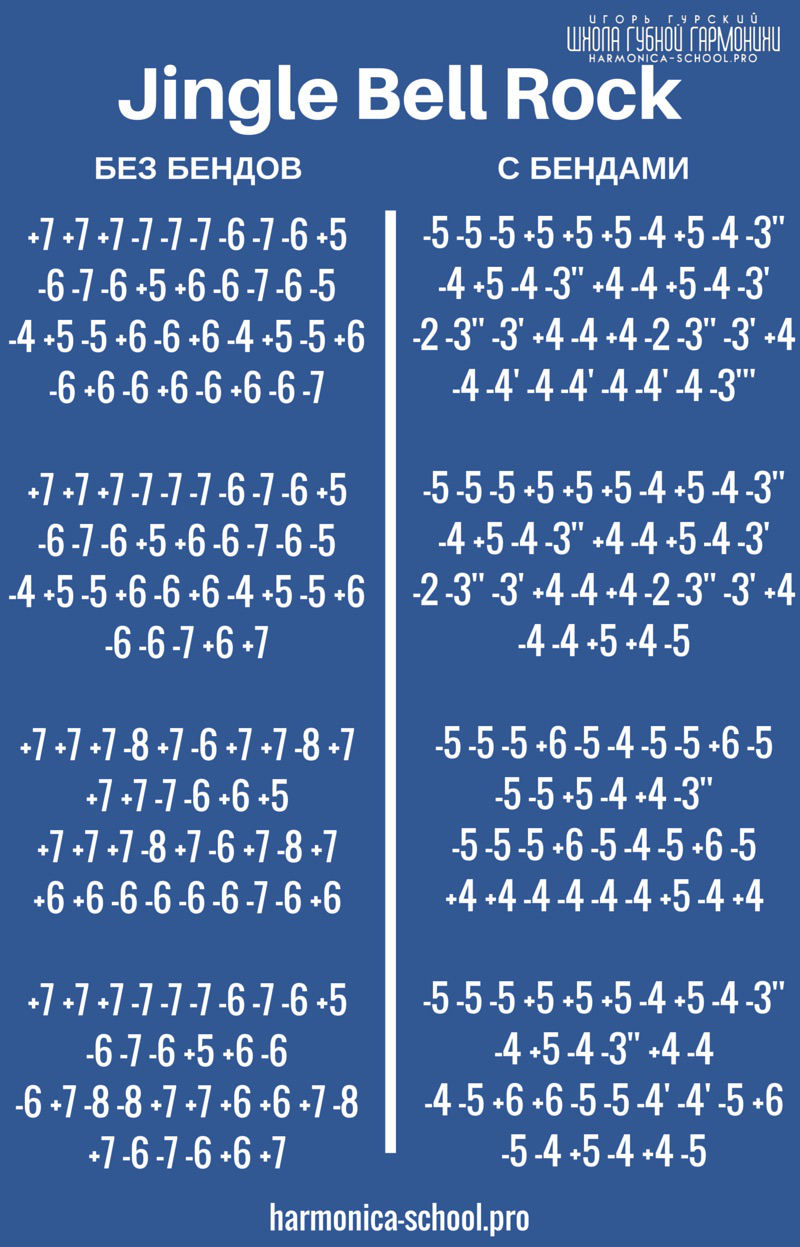 ИГОРЬ ГУРСКИЙ
ШКОЛА ГУБНОЙ ГАРМОНИКИ
HARMONICA-SCHOOL.PRO
Jingle Bell Rock
БЕЗ БЕНДОВ
+7 +7 +7 -7 -7 -7 -6 -7 -6 +5
-6 -7 -6 +5 +6 -6 -7 -6 -5
-4 +5 -5 +6 -6 +6 -4 +5 -5 +6
-6 +6 -6 +6 -6 +6 -6 -7
+7 +7 +7 -7 -7 -7 -6 -7 -6 +5
-6 -7 -6 +5 +6 -6 -7 -6 -5
-4 +5 -5 +6 -6 +6 -4 +5 -5 +6
-6 -6 -7 +6 +7
+7 +7 +7 -8 +7 -6 +7 +7 -8 +7
+7 +7 -7 -6 +6 +5
+7 +7 +7 -8 +7 -6 +7 -8 +7
+6 +6 -6 -6 -6 -6 -7 -6 +6
+7 +7 +7 -7 -7 -7 -6 -7 -6 +5
-6 -7 -6 +5 +6 -6
-6 +7 -8 -8 +7 +7 +6 +6 +7 -8
+7 -6 -7 -6 +6 +7
С БЕНДАМИ
-5 -5 -5 +5 +5 +5 -4 +5 -4 -3"
-4 +5 -4 -3" +4 -4 +5 -4 -3'
-2 -3" -3' +4 -4 +4 -2 -3" -3' +4
-4 -4' -4 -4' -4 -4' -4 -3"'
-5 -5 -5 +5 +5 +5 -4 +5 -4 -3"
-4 +5 -4 -3" +4 -4 +5 -4 -3'
-2 -3" -3' +4 -4 +4 -2 -3" -3' +4
-4 -4 +5 +4 -5
-5 -5 -5 +6 -5 -4 -5 -5 +6 -5
-5 -5 +5 -4 +4 -3"
-5 -5 -5 +6 -5 -4 -5 +6 -5
+4 +4 -4 -4 -4 -4 +5 -4 +4
-5 -5 -5 +5 +5 +5 -4 +5 -4 -3"
-4 +5 -4 -3" +4 -4
-4 -5 +6 +6 -5 -5 -4' -4' -5 +6
-5 -4 +5 -4 +4 -5
harmonica-school.pro